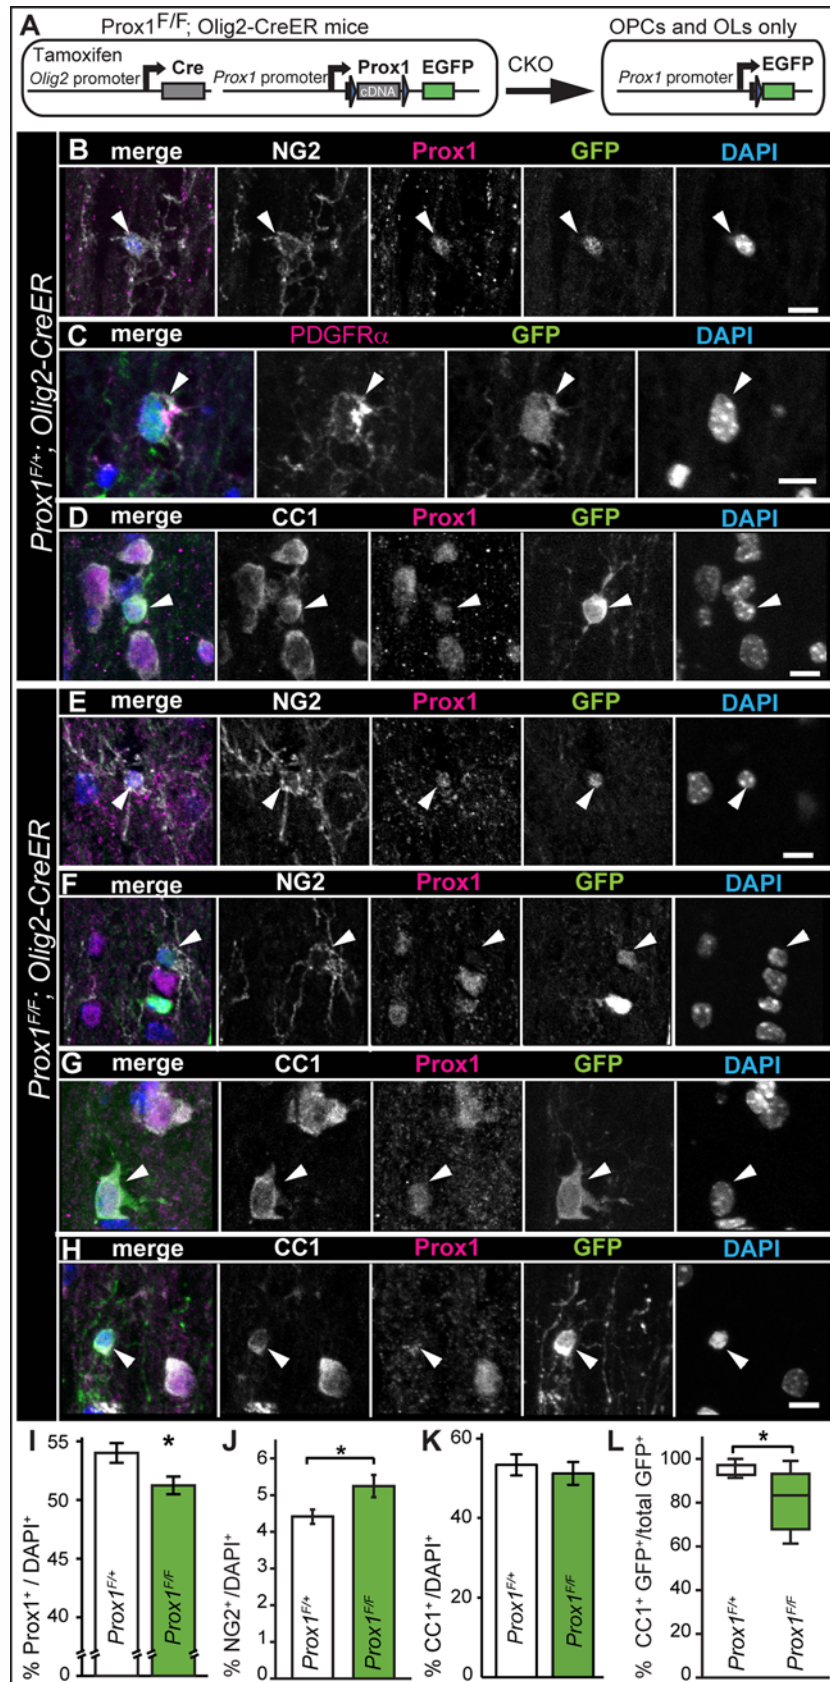 A Prox1F/F; Olig2-CreER mice OPCs and OLs only
Tamoxifen
Olig2 promoter Cre Prox1 promoter Prox1 cDNA EGFP CKO Prox1 promoter EGFP
Prox1F/+; Olig2-CreER
B merge NG2 Prox1 GFP DAPI
C merge PDGFRα GFP DAPI
D merge CC1 Prox1 GFP DAPI
Prox1F/F; Olig2-CreER
E merge NG2 Prox1 GFP DAPI
F merge NG2 Prox1 GFP DAPI
G merge CC1 Prox1 GFP DAPI
H merge CC1 Prox1 GFP DAPI
I
% Prox1+ / DAPI+
55
50
45
40
0
*
Prox1F/+
Prox1F/F
J
% NG2+/DAPI+
6
5
4
3
2
1
0
*
Prox1F/+
Prox1F/F
K
% CC1+/DAPI+
60
40
20
0
Prox1F/+
Prox1F/F
L
% CC1+ GFP+/total GFP+
100
80
60
40
20
0
*
Prox1F/+
Prox1F/F